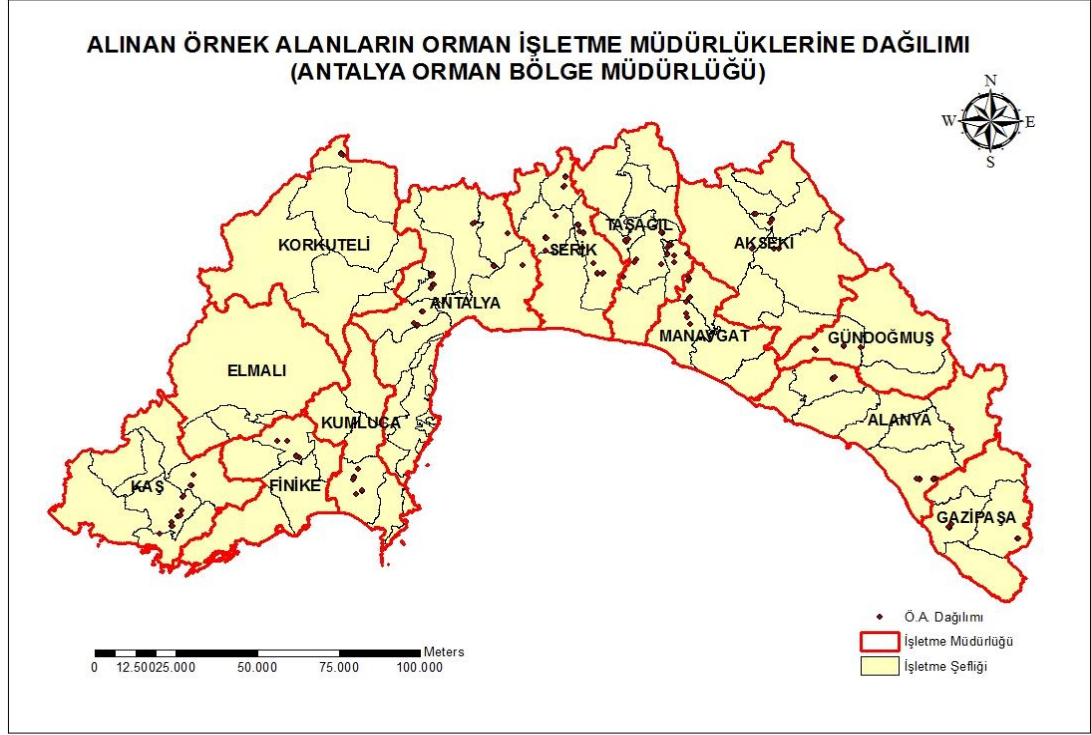 ALINAN ÖRNEK ALANLARIN ORMAN İŞLETME MÜDÜRLÜKLERİNE DAĞILIMI
(ANTALYA ORMAN BÖLGE MÜDÜRLÜĞÜ)
N
W E
S
KORKUTELİ
TAŞAĞIL
SERİK
AKSEKİ
ANTALYA
MANAVGAT
GÜNDOĞMUŞ
ELMALI
KUMLUCA
ALANYA
KAŞ
FİNİKE
GAZİPAŞA
Ö.A. Dağılımı
İşletme Müdürlüğü
İşletme Şefliği
Meters
0 12.500 25.000 50.000 75.000 100.000